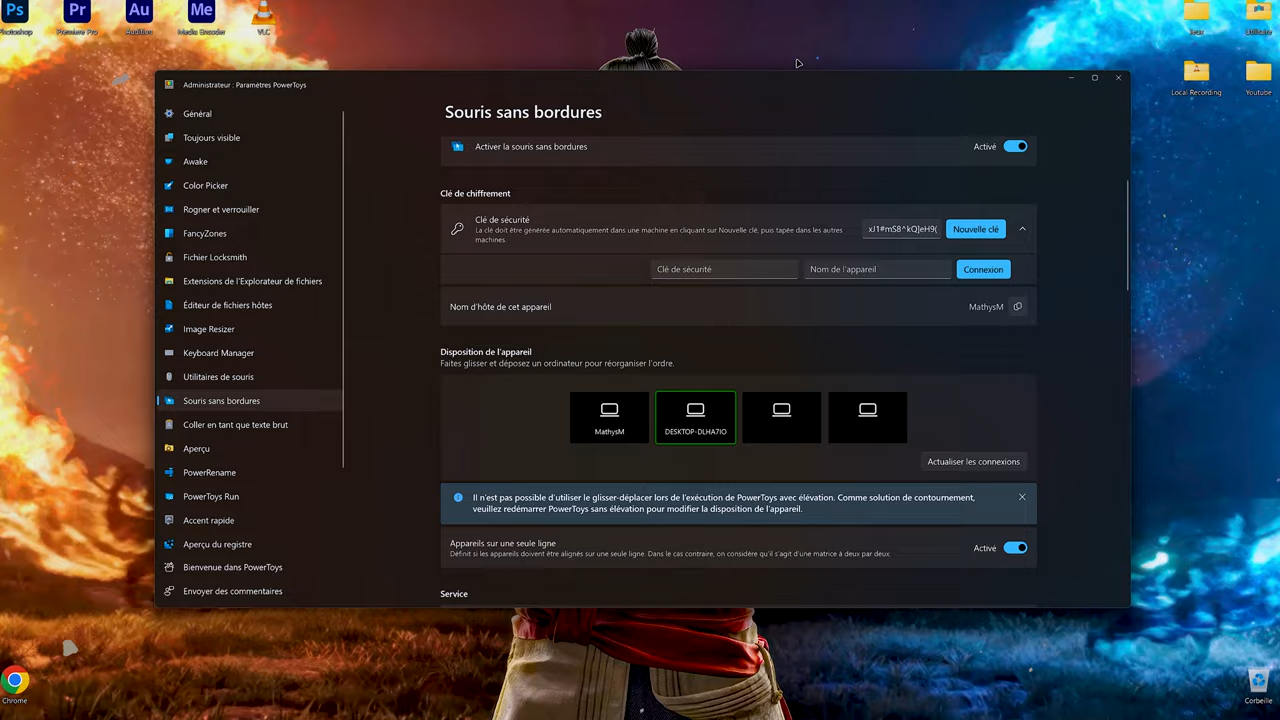 Ps
Pr
Au
Me
Photoshop
Premiere Pro
Audition
Media Encoder
VLC
Jeux
Utilitaire
Local Recording
Youtube
Administrateur : Paramètres PowerToys
Général
Toujours visible
Awake
Color Picker
Rogner et verrouiller
FancyZones
Fichier Locksmith
Extensions de l'Explorateur de fichiers
Éditeur de fichiers hôtes
Image Resizer
Keyboard Manager
Utilitaires de souris
Souris sans bordures
Coller en tant que texte brut
Aperçu
PowerRename
PowerToys Run
Accent rapide
Aperçu du registre
Bienvenue dans PowerToys
Envoyer des commentaires
Souris sans bordures
Activer la souris sans bordures
Activé
Clé de chiffrement
Clé de sécurité
La clé doit être générée automatiquement dans une machine en cliquant sur Nouvelle clé, puis tapée dans les autres
machines.
xJ1#mS8^kQ]eH9(
Nouvelle clé
Clé de sécurité
Nom de l'appareil
Connexion
Nom d'hôte de cet appareil
MathysM
Disposition de l'appareil
Faites glisser et déposez un ordinateur pour réorganiser l'ordre.
MathysM
DESKTOP-DLHA7IO
Actualiser les connexions
Il n'est pas possible d'utiliser le glisser-déplacer lors de l'exécution de PowerToys avec élévation. Comme solution de contournement,
veuillez redémarrer PowerToys sans élévation pour modifier la disposition de l'appareil.
Appareils sur une seule ligne
Définit si les appareils doivent être alignés sur une seule ligne. Dans le cas contraire, on considère qu'il s'agit d'une matrice à deux par deux.
Activé
Service
Chrome
Corbeille